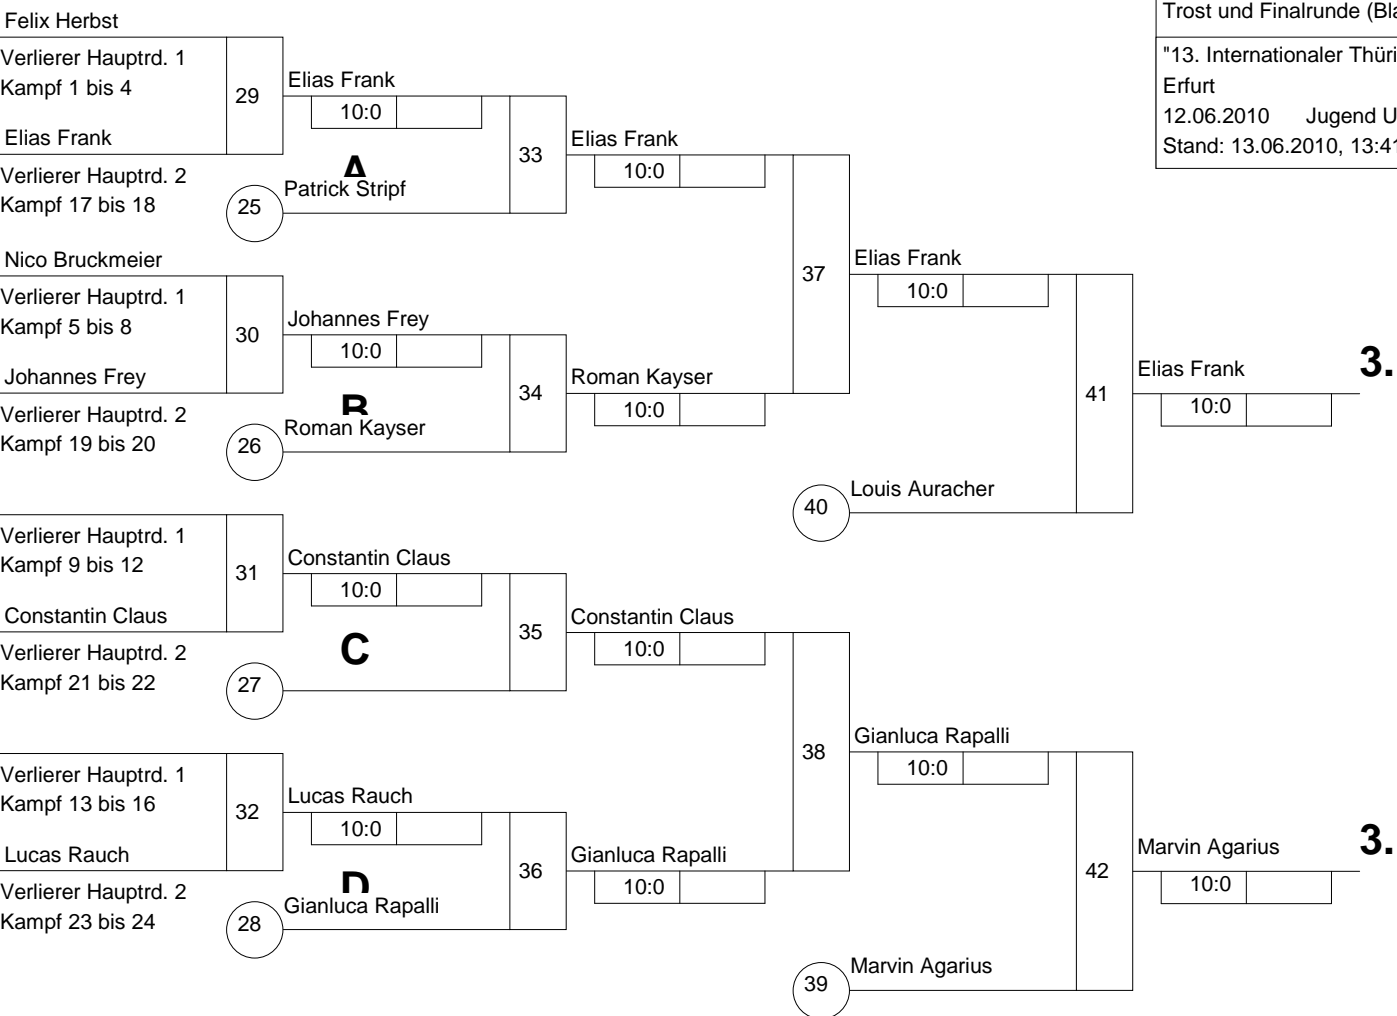 Felix Herbst
Verlierer Hauptrd. 1
Kampf 1 bis 4
29
Elias Frank
Verlierer Hauptrd. 2
Kampf 17 bis 18
25
Elias Frank
10:0
A
Patrick Stripf
33
Elias Frank
10:0
Nico Bruckmeier
Verlierer Hauptrd. 1
Kampf 5 bis 8
30
Johannes Frey
Verlierer Hauptrd. 2
Kampf 19 bis 20
26
Johannes Frey
10:0
B
Roman Kayser
34
Roman Kayser
10:0
37
Elias Frank
10:0
40
Louis Auracher
41
Elias Frank
10:0
3.
Verlierer Hauptrd. 1
Kampf 9 bis 12
31
Constantin Claus
Verlierer Hauptrd. 2
Kampf 21 bis 22
27
Constantin Claus
10:0
C
35
Constantin Claus
10:0
Verlierer Hauptrd. 1
Kampf 13 bis 16
32
Lucas Rauch
Verlierer Hauptrd. 2
Kampf 23 bis 24
28
Lucas Rauch
10:0
D
Gianluca Rapalli
36
Gianluca Rapalli
10:0
38
Gianluca Rapalli
10:0
39
Marvin Agarius
42
Marvin Agarius
10:0
3.
Trost und Finalrunde (Bla
"13. Internationaler Thüri
Erfurt
12.06.2010 Jugend U
Stand: 13.06.2010, 13:41